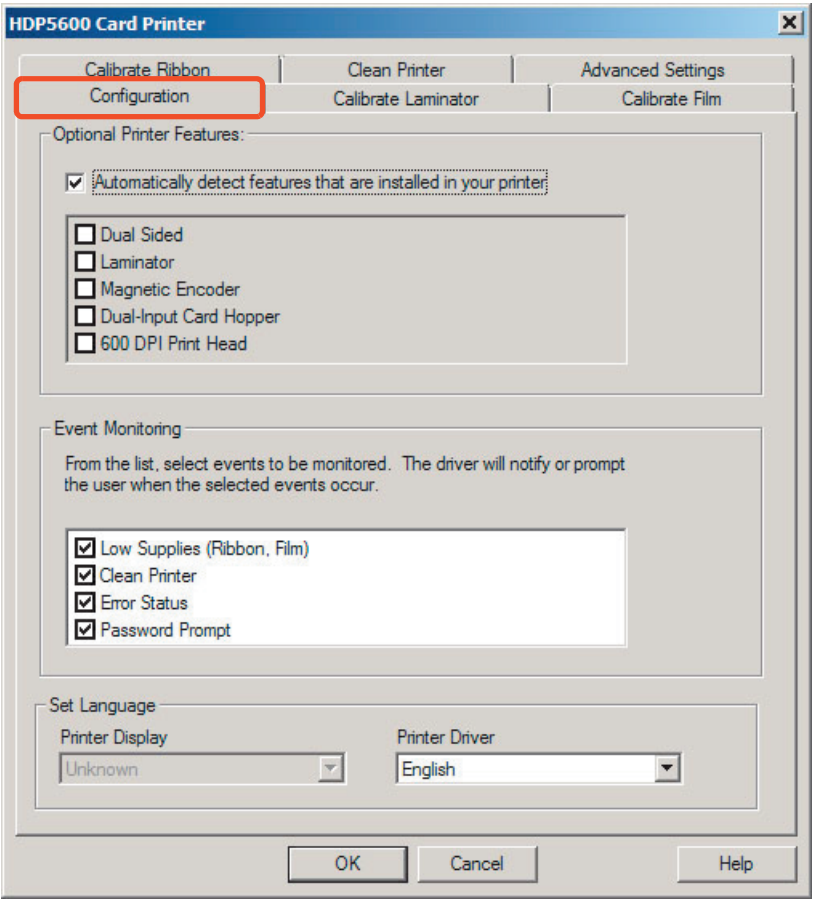 HDP5600 Card Printer
Calibrate Ribbon
Clean Printer
Advanced Settings
Configuration
Calibrate Laminator
Calibrate Film
Optional Printer Features:
Automatically detect features that are installed in your printer
Dual Sided
Laminator
Magnetic Encoder
Dual-Input Card Hopper
600 DPI Print Head
Event Monitoring
From the list, select events to be monitored.  The driver will notify or prompt
the user when the selected events occur.
Low Supplies (Ribbon, Film)
Clean Printer
Error Status
Password Prompt
Set Language
Printer Display
Printer Driver
Unknown
English
OK
Cancel
Help